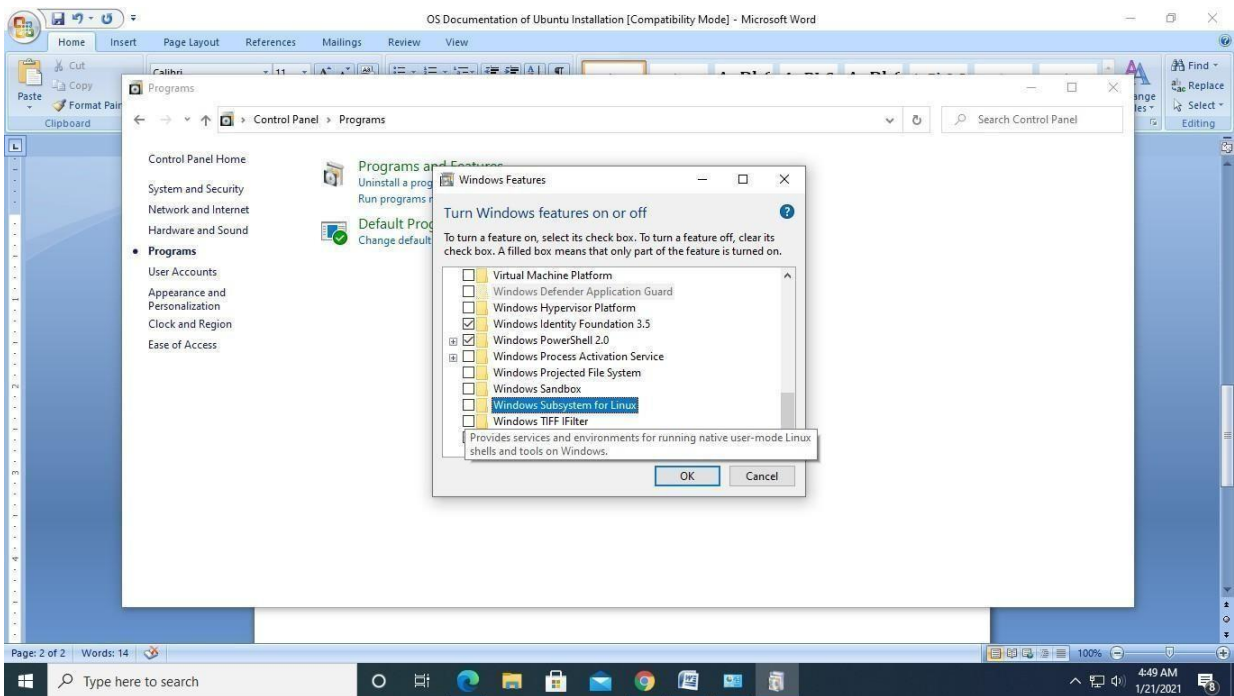 OS Documentation of Ubuntu Installation [Compatibility Mode] - Microsoft Word
Home Insert Page Layout References Mailings Review View
Cut
Copy
Format Pain
Paste
Clipboard
Calibri 11
Find
Replace
Select
Editing
Programs
Control Panel › Programs
Search Control Panel
Control Panel Home
System and Security
Network and Internet
Hardware and Sound
Programs
User Accounts
Appearance and
Personalization
Clock and Region
Ease of Access
Programs and Features
Uninstall a prog
Run programs
Default Prog
Change default
Windows Features
Turn Windows features on or off
To turn a feature on, select its check box. To turn a feature off, clear its
check box. A filled box means that only part of the feature is turned on.
Virtual Machine Platform
Windows Defender Application Guard
Windows Hypervisor Platform
Windows Identity Foundation 3.5
Windows PowerShell 2.0
Windows Process Activation Service
Windows Projected File System
Windows Sandbox
Windows Subsystem for Linux
Windows TIFF IFilter
Provides services and environments for running native user-mode Linux
shells and tools on Windows.
OK Cancel
Page: 2 of 2 Words: 14
100%
Type here to search
4:49 AM
1/21/2021